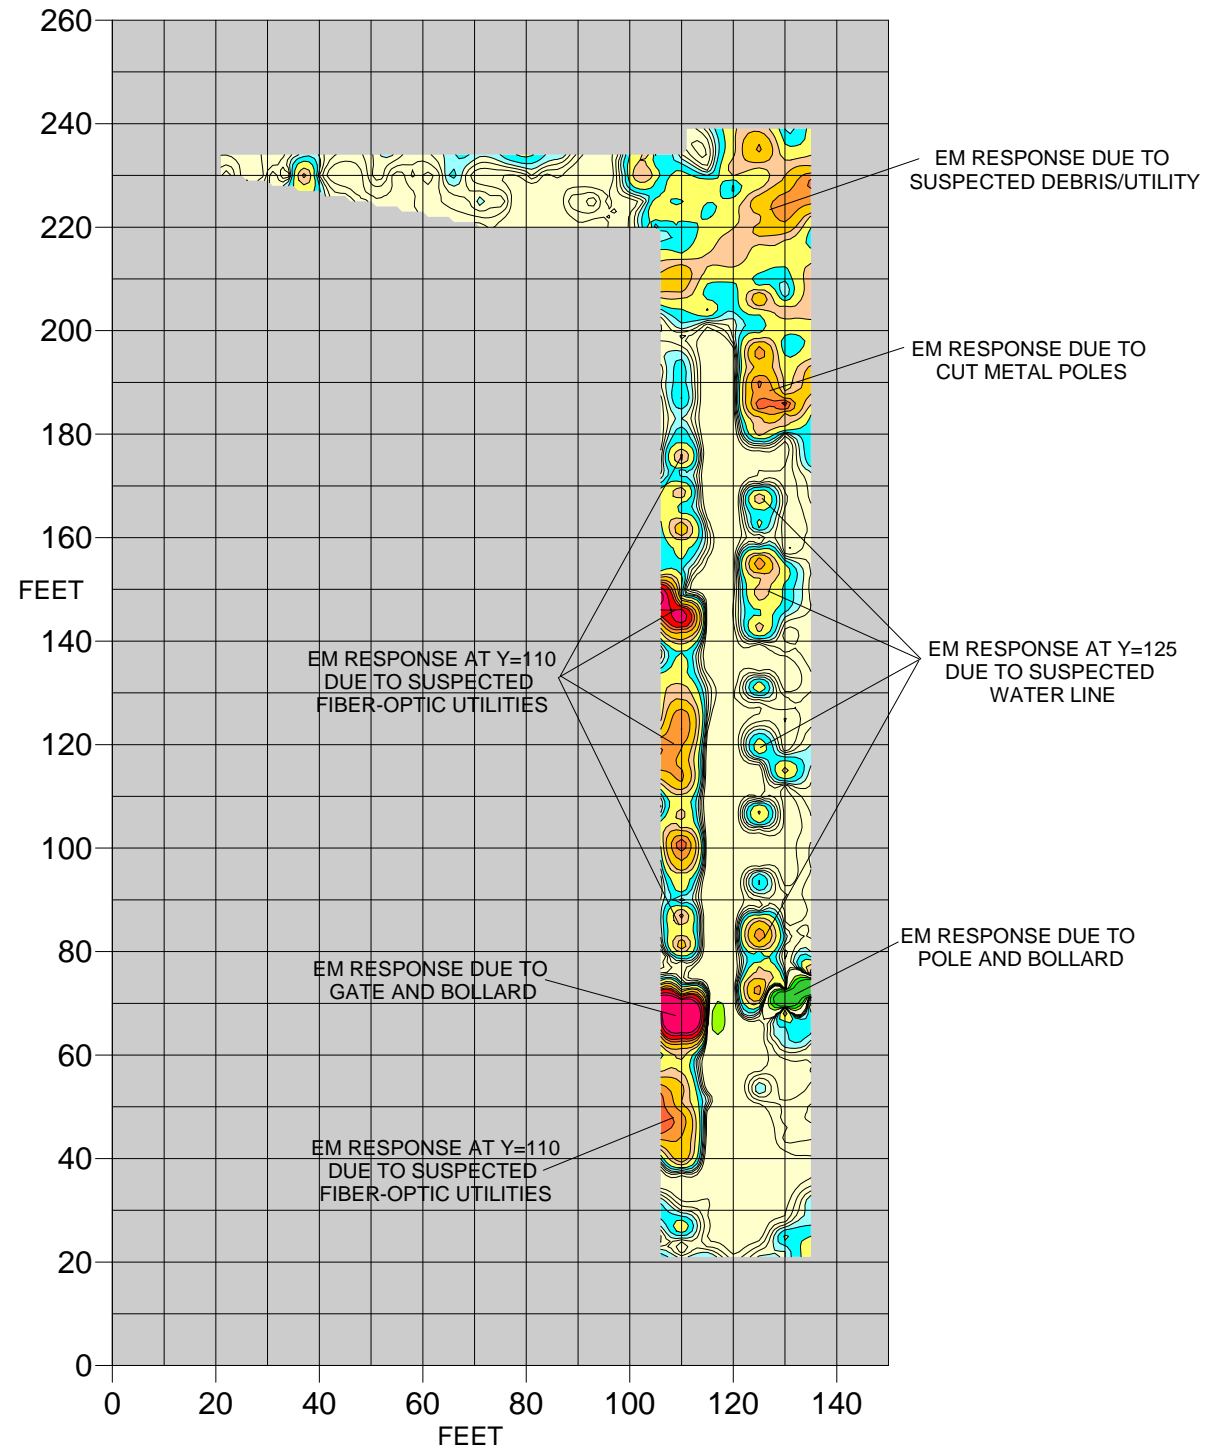 260
240
220
200
180
160
FEET
140
120
100
80
60
40
20
0
0 20 40 60 80 100 120 140
FEET
EM RESPONSE DUE TO
SUSPECTED DEBRIS/UTILITY
EM RESPONSE DUE TO
CUT METAL POLES
EM RESPONSE AT Y=110
DUE TO SUSPECTED
FIBER-OPTIC UTILITIES
EM RESPONSE AT Y=125
DUE TO SUSPECTED
WATER LINE
EM RESPONSE DUE TO
POLE AND BOLLARD
EM RESPONSE DUE TO
GATE AND BOLLARD
EM RESPONSE AT Y=110
DUE TO SUSPECTED
FIBER-OPTIC UTILITIES